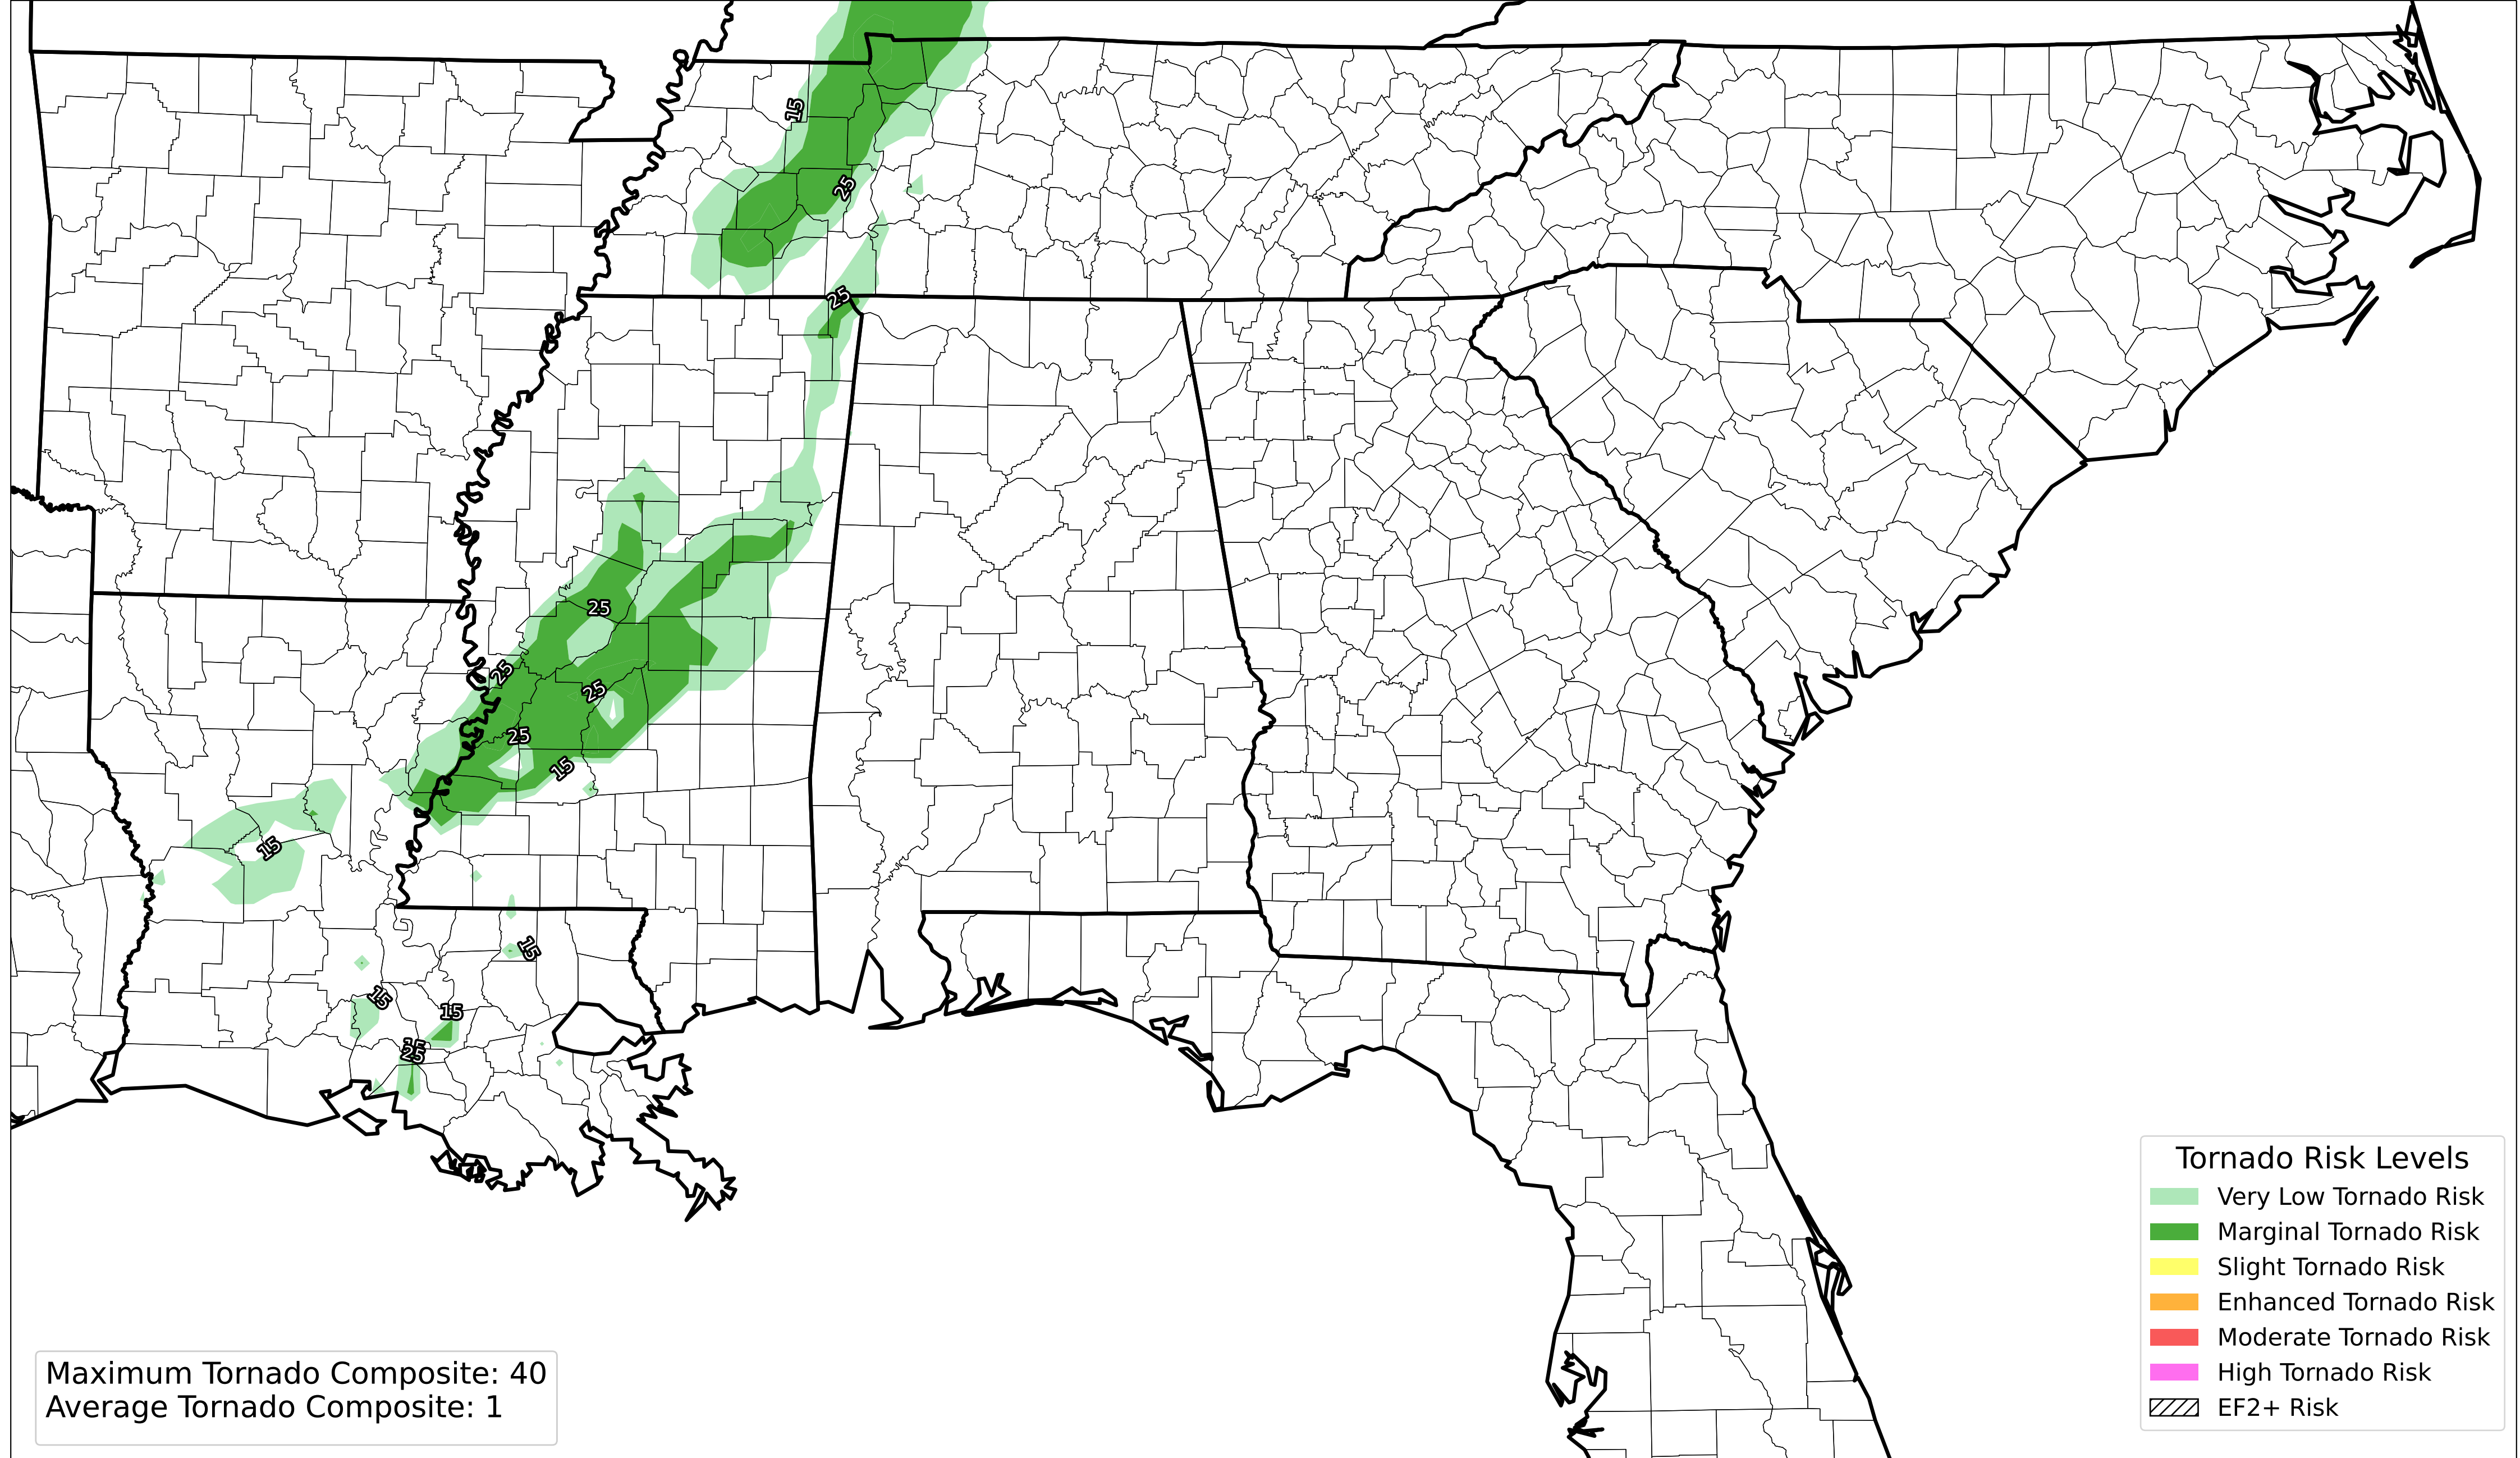 15
25
25
25
25
25
15
15
15
15
15
15
25
Tornado Risk Levels
Very Low Tornado Risk
Marginal Tornado Risk
Slight Tornado Risk
Enhanced Tornado Risk
Moderate Tornado Risk
High Tornado Risk
EF2+ Risk
Maximum Tornado Composite: 40
Average Tornado Composite: 1